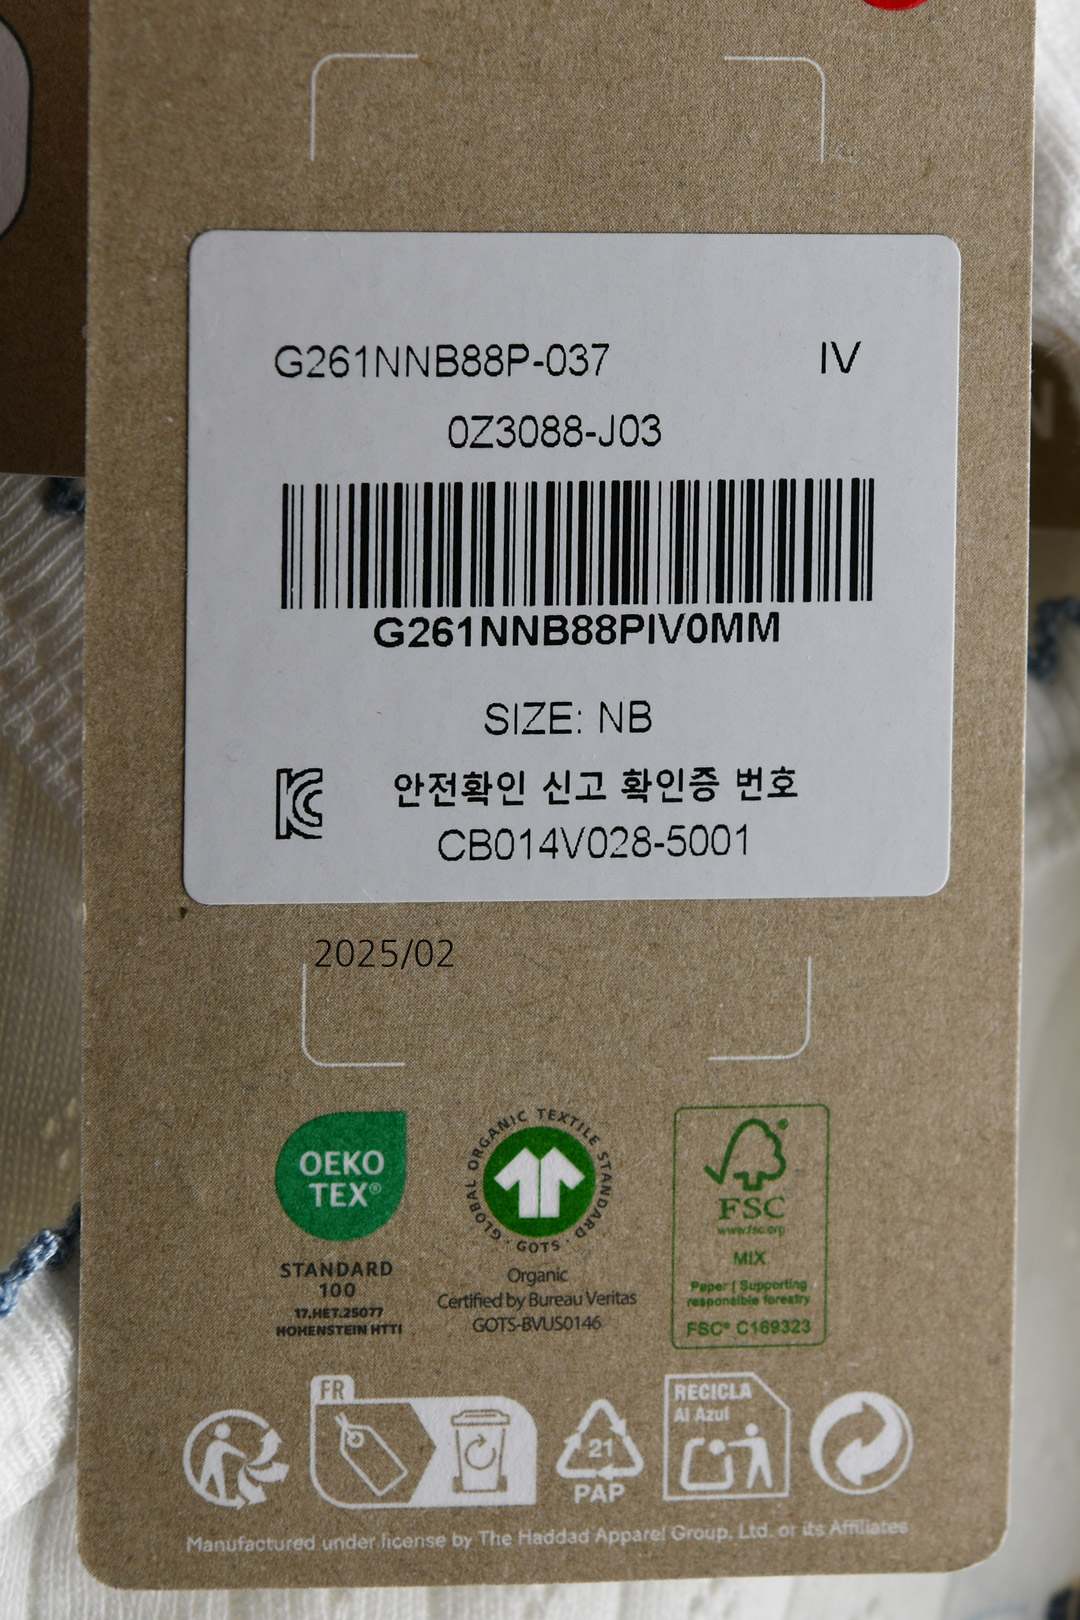 G261NNB88P-037 IV
0Z3088-J03
G261NNB88PIV0MM
SIZE: NB
안전확인 신고 확인증 번호
CB014V028-5001
2025/02
OEKO
TEX®
STANDARD
100
17.HET.25077
HOHENSTEIN HTTI
GLOBAL ORGANIC TEXTILE STANDARD
· GOTS ·
Organic
Certified by Bureau Veritas
GOTS-BVUS0146
FSC
www.fsc.org
MIX
Paper | Supporting
responsible forestry
FSC® C169323
FR
21
PAP
RECICLA
Al Azul
Manufactured under license by The Haddad Apparel Group, Ltd. or its Affiliates